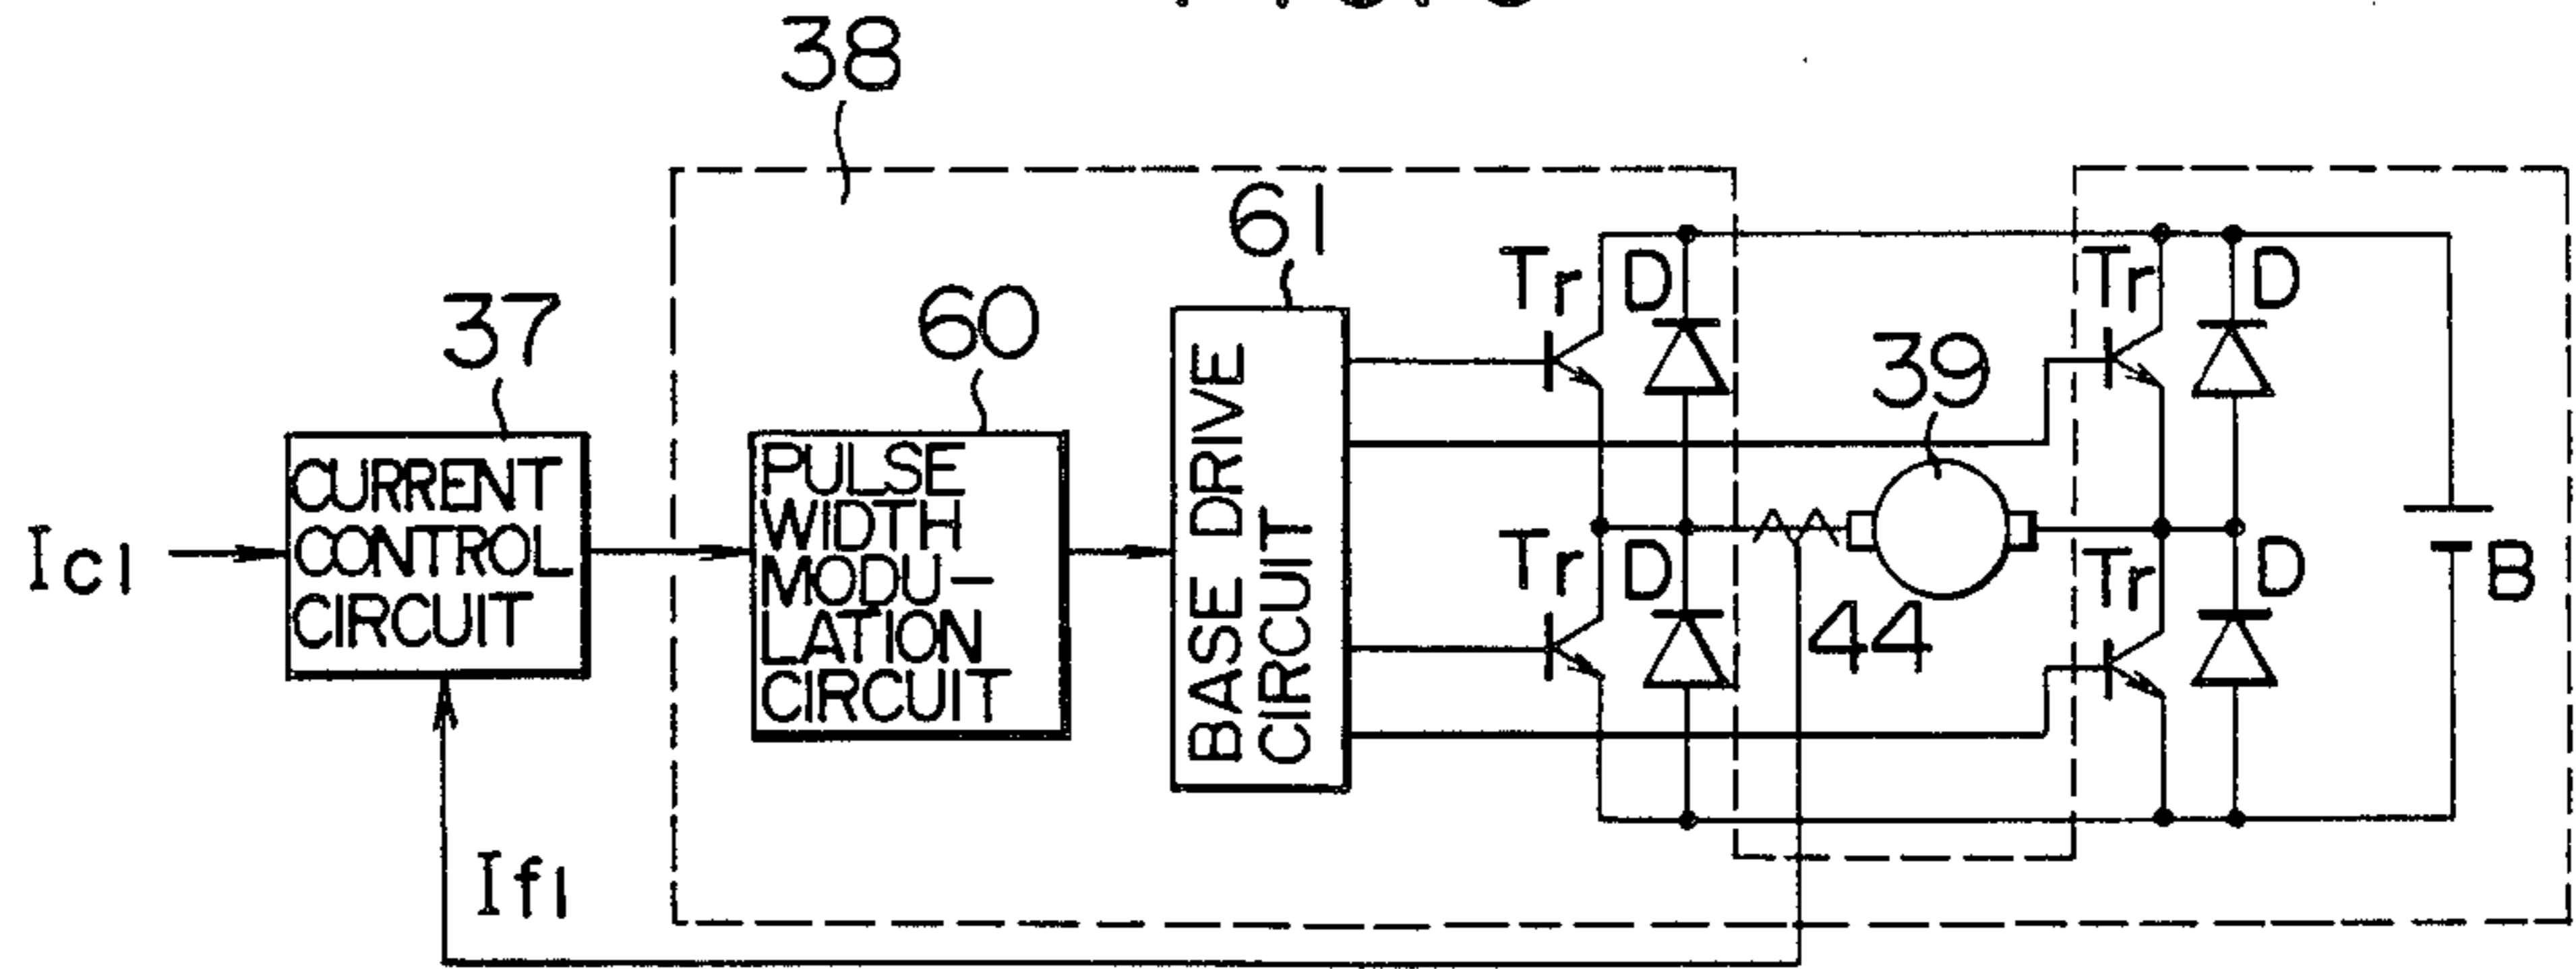 38
61
Tr D Tr D
37
60
39
CURRENT
CONTROL
CIRCUIT
PULSE
WIDTH
MODU-
LATION
CIRCUIT
BASE DRIVE
CIRCUIT
Ic1
Tr D Tr D
B
44
If1